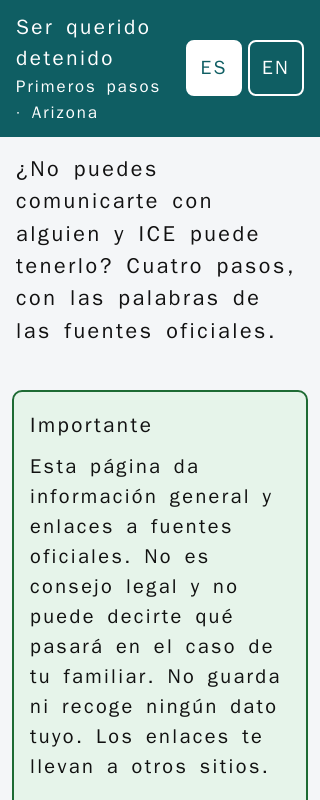 Ser querido
detenido
Primeros pasos
· Arizona
ES
EN
¿No puedes
comunicarte con
alguien y ICE puede
tenerlo? Cuatro pasos,
con las palabras de
las fuentes oficiales.
Importante
Esta página da
información general y
enlaces a fuentes
oficiales. No es
consejo legal y no
puede decirte qué
pasará en el caso de
tu familiar. No guarda
ni recoge ningún dato
tuyo. Los enlaces te
llevan a otros sitios.